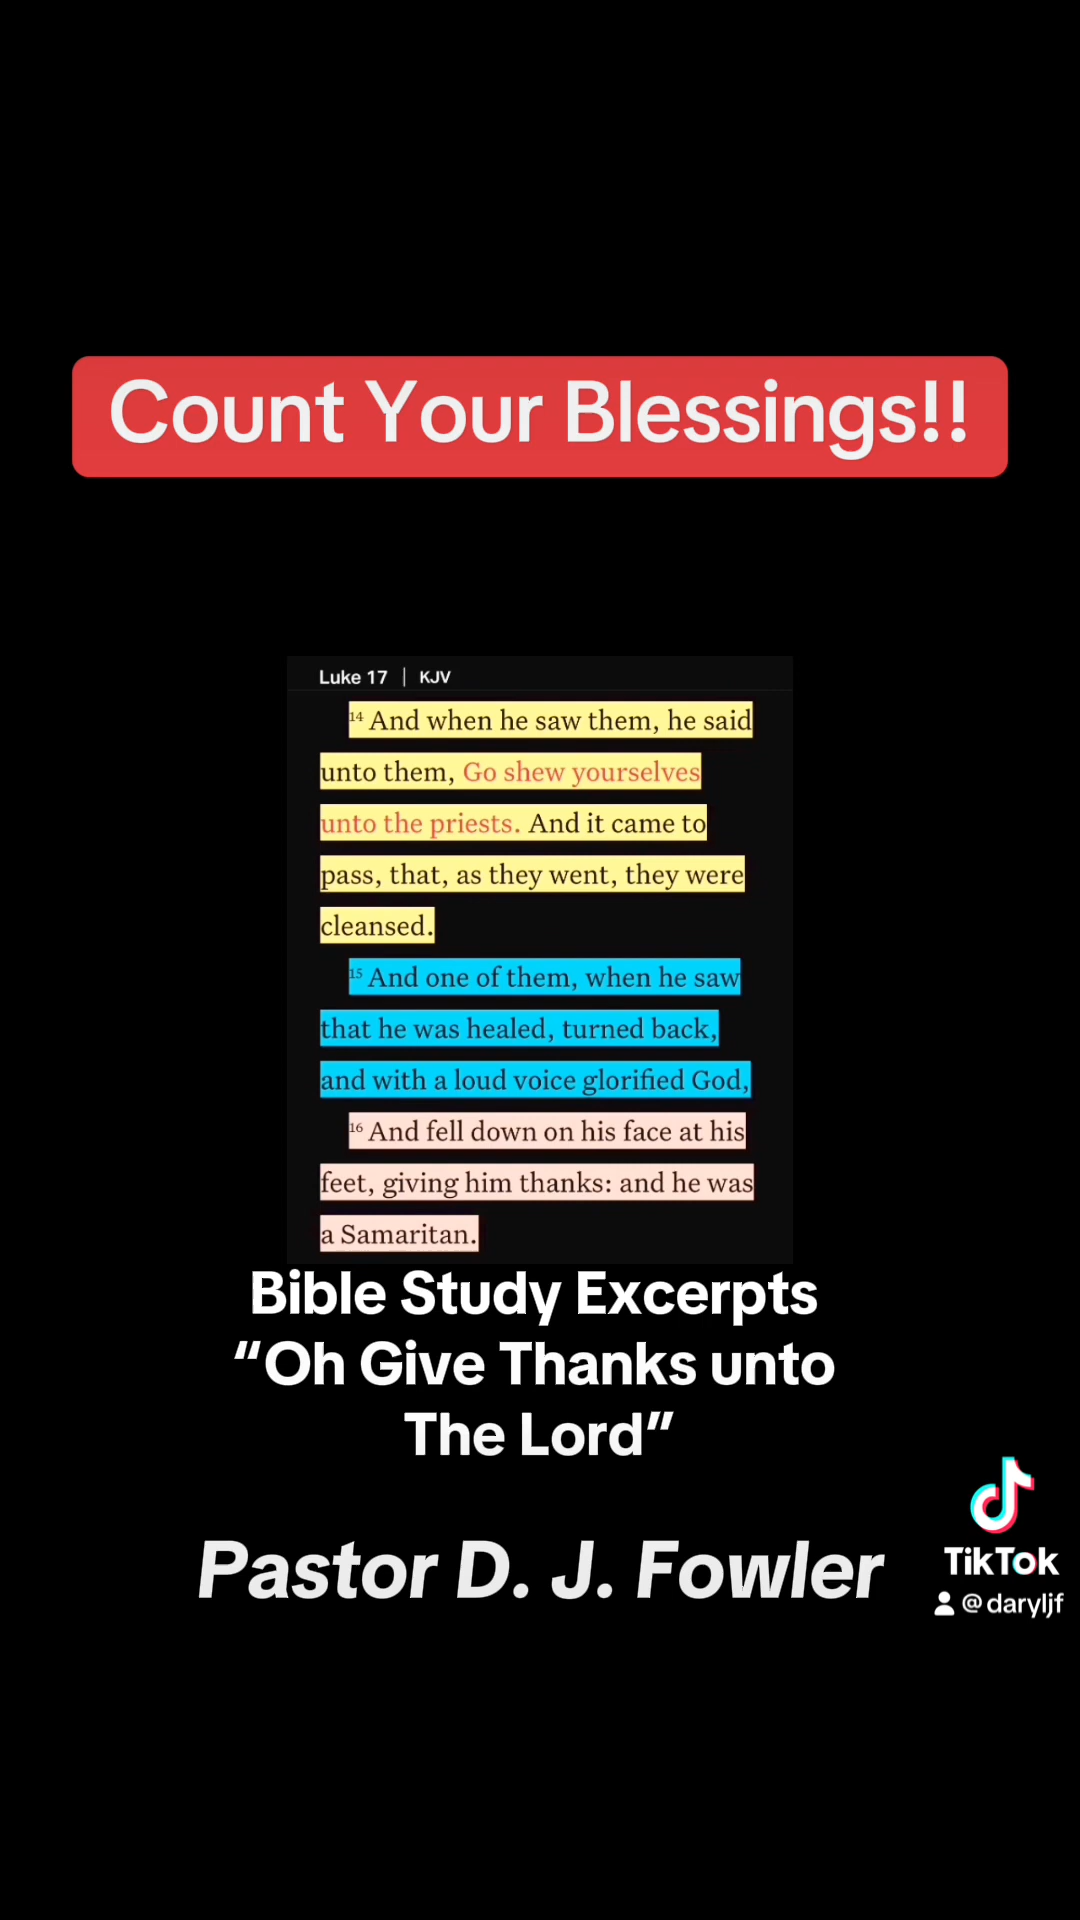 Count Your Blessings!!
Luke 17 | KJV
14 And when he saw them, he said
unto them, Go shew yourselves
unto the priests. And it came to
pass, that, as they went, they were
cleansed.
15 And one of them, when he saw
that he was healed, turned back,
and with a loud voice glorified God,
16 And fell down on his face at his
feet, giving him thanks: and he was
a Samaritan.
Bible Study Excerpts
“Oh Give Thanks unto
The Lord”
Pastor D. J. Fowler
TikTok
@daryljf